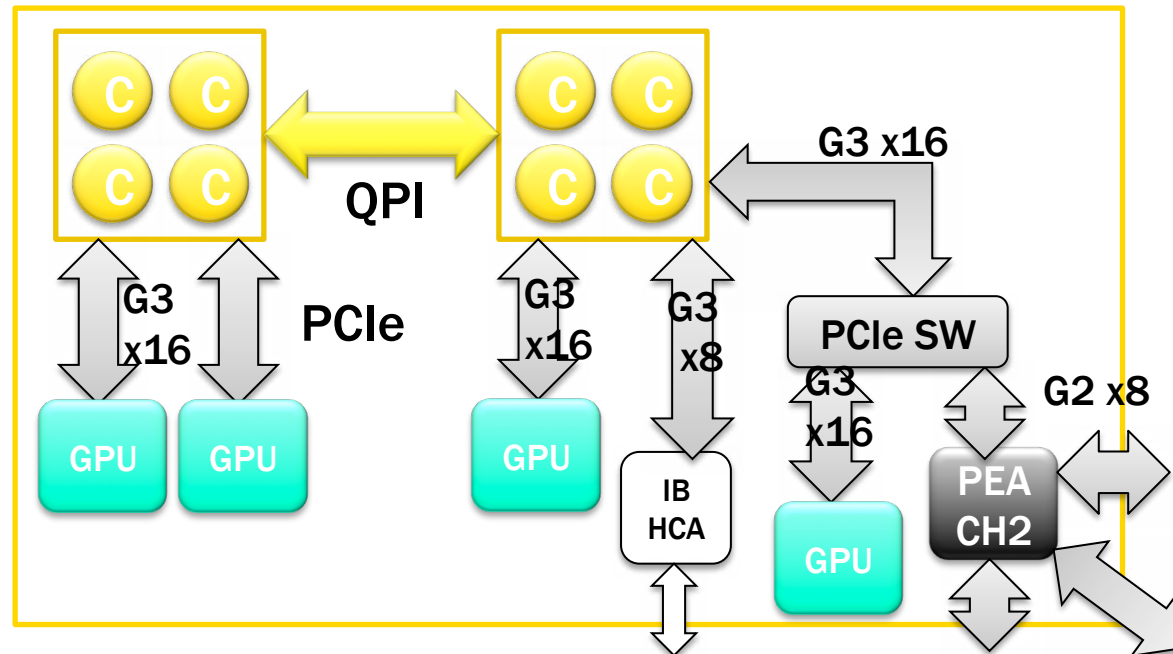 C C
C C
C C
C C
QPI
G3 x16
G3
x16
PCIe
G3
x16
G3
x8
PCIe SW
G3
x16
G2 x8
GPU
GPU
GPU
IB
HCA
GPU
PEA
CH2